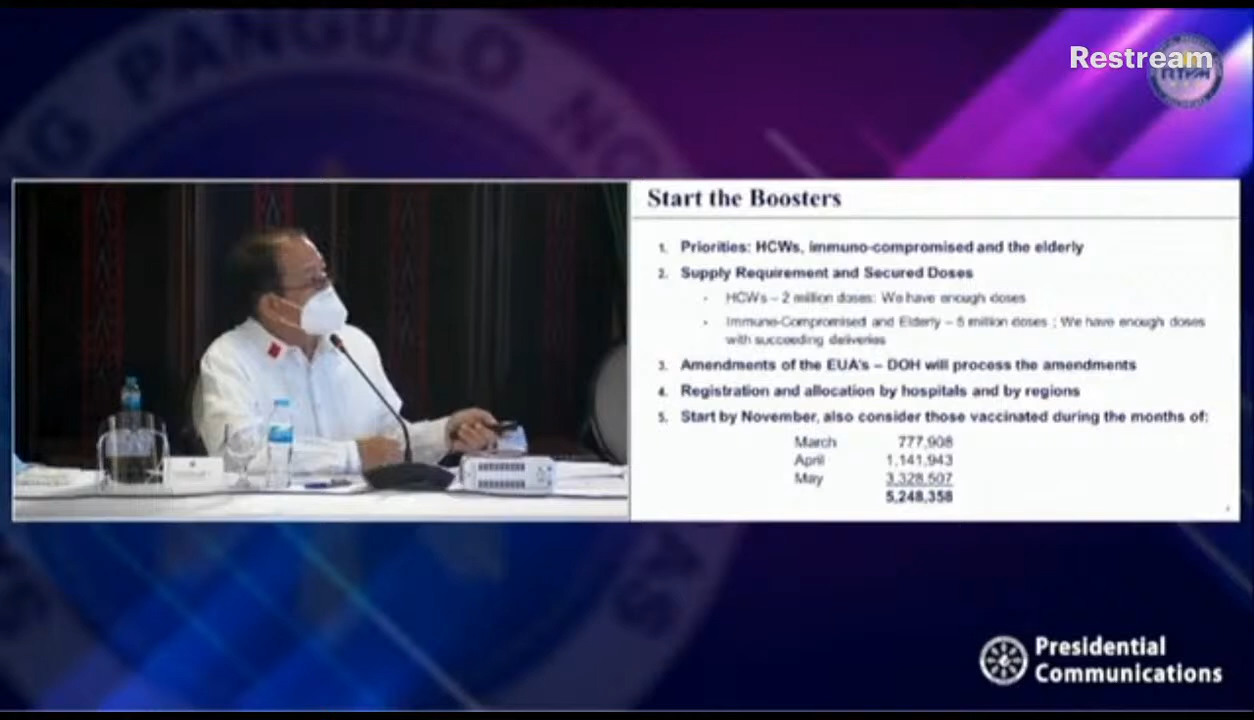 PANGULO NG
Restream
RTVM
Start the Boosters
1. Priorities: HCWs, immuno-compromised and the elderly
2. Supply Requirement and Secured Doses
HCWs – 2 million doses: We have enough doses
Immuno-Compromised and Elderly – 5 million doses ; We have enough doses
with succeeding deliveries
3. Amendments of the EUA's – DOH will process the amendments
4. Registration and allocation by hospitals and by regions
5. Start by November, also consider those vaccinated during the months of:
March 777,908
April 1,141,943
May 3,328,507
5,248,358
Presidential
Communications